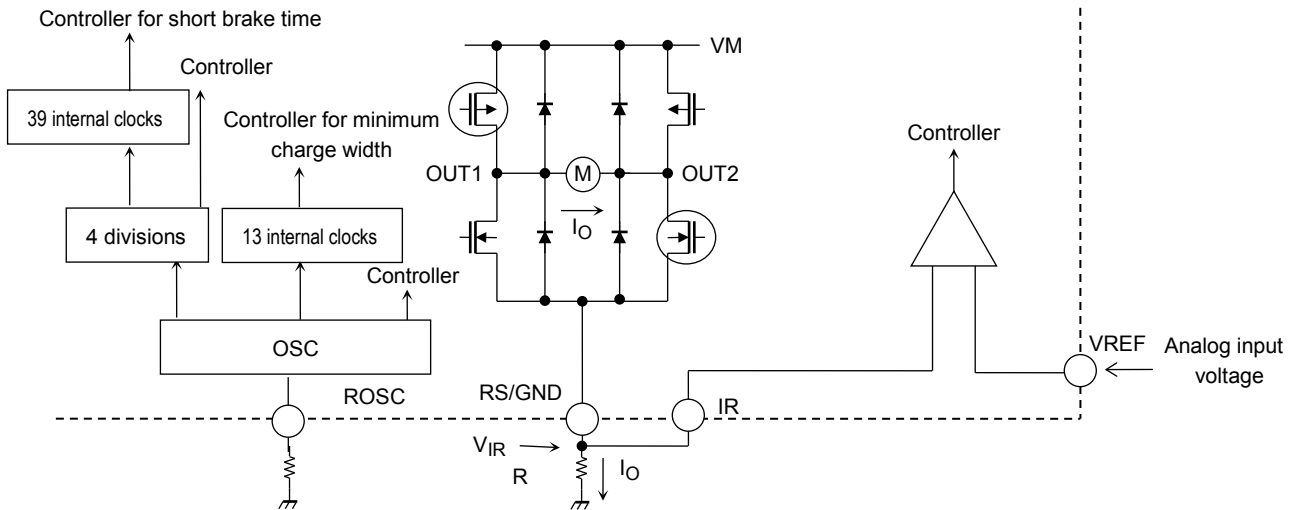 Controller for short brake time
Controller
39 internal clocks
Controller for minimum
charge width
4 divisions
13 internal clocks
Controller
OSC
ROSC
VM
OUT1
M
OUT2
IO
RS/GND
IR
VIR
R
IO
Controller
VREF
Analog input
voltage